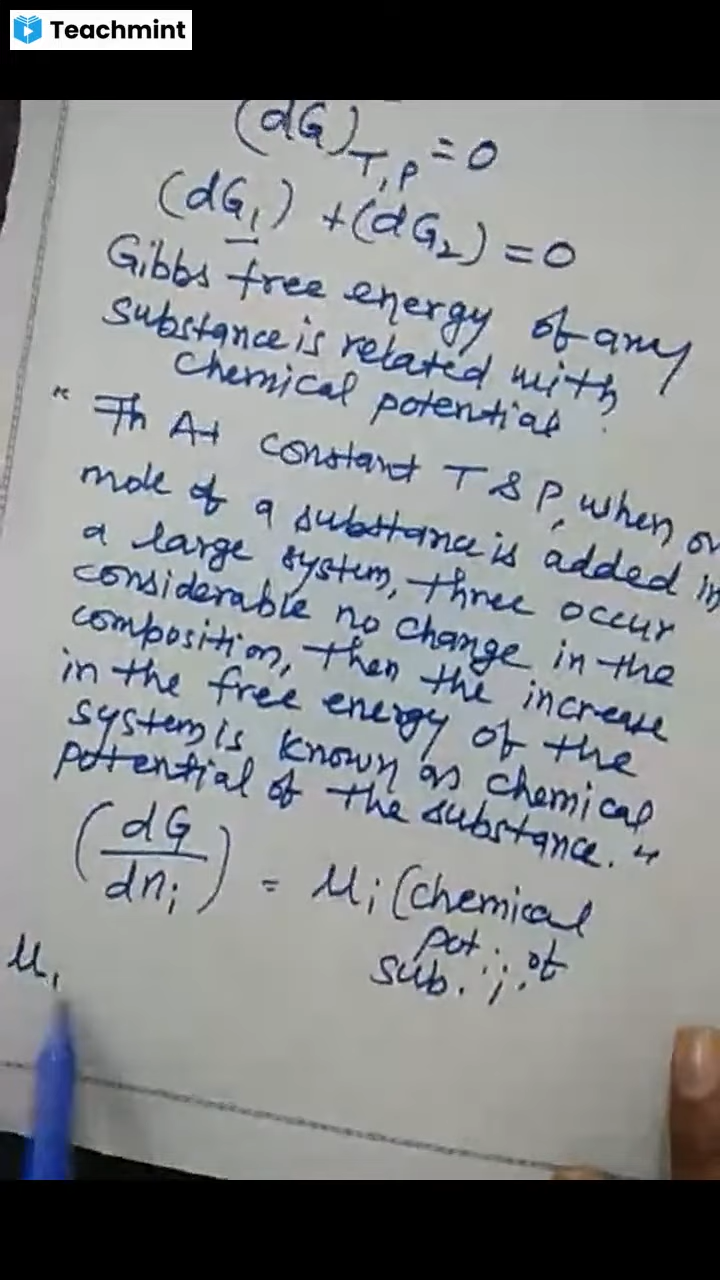 Teachmint
(dG)T,P = 0
(dG₁) + (dG₂) = 0
Gibbs free energy of any
substance is related with
chemical potential.
" Th At constant T & P, when
mole of a substance is added in
a large system, three occur
considerable no change in the
composition, then the increase
in the free energy of the
system is known as chemical
potential of the substance. "
(dG/dnᵢ) = μᵢ (chemical
pot. of
sub. i.
μ₁